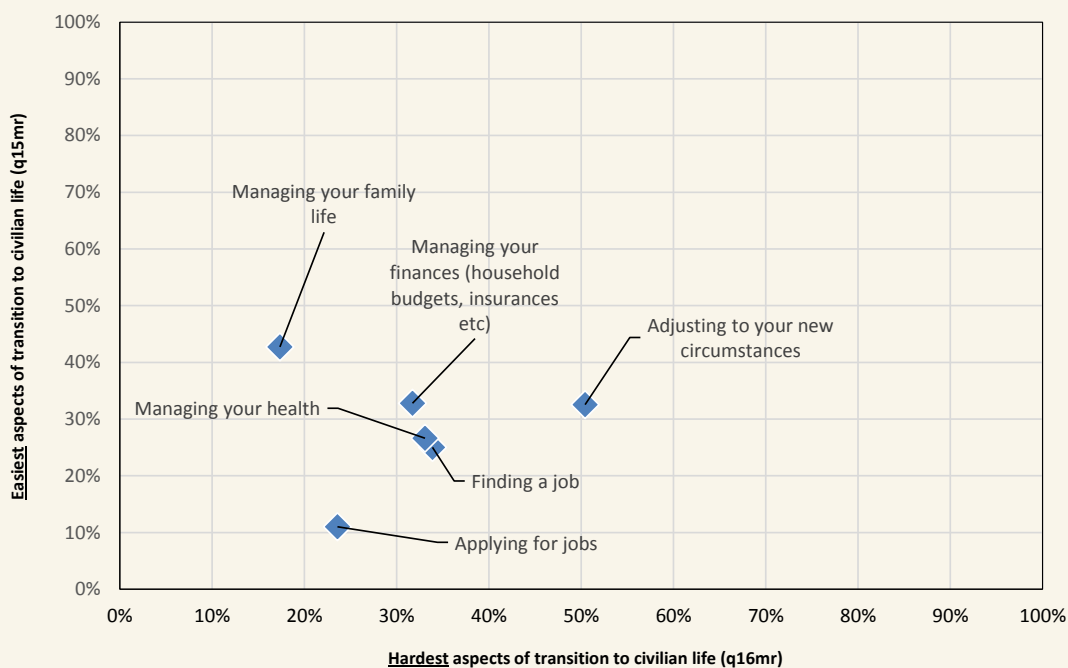 100%
90%
80%
70%
60%
50%
40%
30%
20%
10%
0%
Easiest aspects of transition to civilian life (q15mr)
Managing your family
life
Managing your
finances (household
budgets, insurances
etc)
Adjusting to your new
circumstances
Managing your health
Finding a job
Applying for jobs
0% 10% 20% 30% 40% 50% 60% 70% 80% 90% 100%
Hardest aspects of transition to civilian life (q16mr)